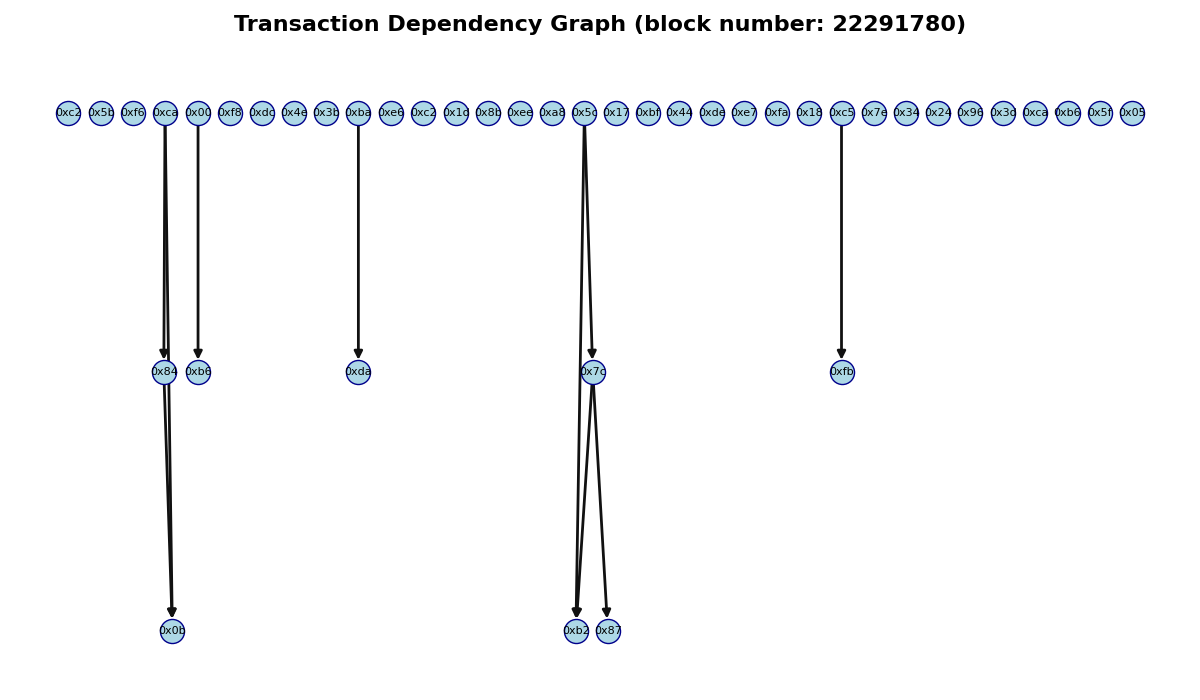 Transaction Dependency Graph (block number: 22291780)
0xc2 0x5b 0xf6 0xca 0x00 0xf8 0xdc 0x4e 0x3b 0xba 0xe6 0xc2 0x1d 0x8b 0xee 0xa8 0x5c 0x17 0xbf 0x44 0xde 0xe7 0xfa 0x18 0xc5 0x7e 0x34 0x24 0x96 0x3d 0xca 0xb6 0x5f 0x05
0x84 0xb6 0xda 0x7c 0xfb
0x0b 0xb2 0x87